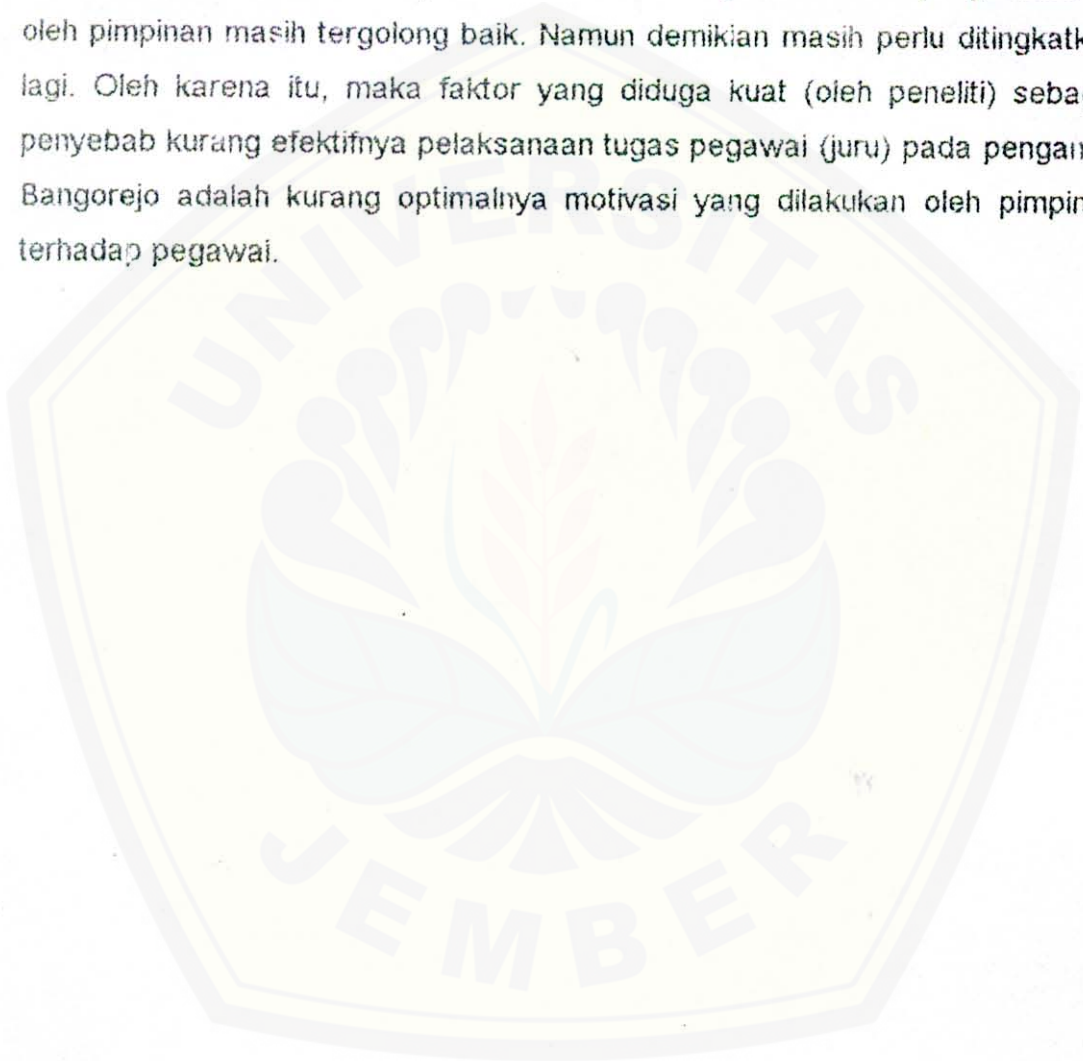 oleh pimpinan masih tergolong baik. Namun demikian masih perlu ditingkatk
lagi. Oleh karena itu, maka faktor yang diduga kuat (oleh peneliti) seba
penyebab kurang efektifnya pelaksanaan tugas pegawai (juru) pada pengam
Bangorejo adalah kurang optimalnya motivasi yang dilakukan oleh pimpin
terhadap pegawai.
UNIVERSITAS
JEMBER